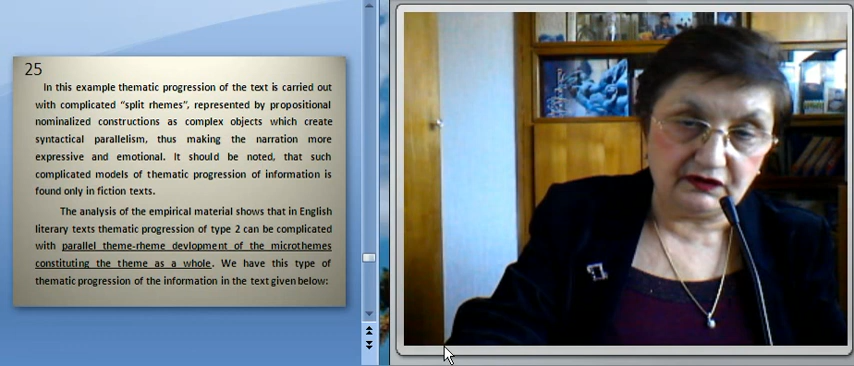 25
In this example thematic progression of the text is carried out
with complicated “split rhemes”, represented by propositional
nominalized constructions as complex objects which create
syntactical parallelism, thus making the narration more
expressive and emotional. It should be noted, that such
complicated models of thematic progression of information is
found only in fiction texts.
The analysis of the empirical material shows that in English
literary texts thematic progression of type 2 can be complicated
with parallel theme-rheme devlopment of the microthemes
constituting the theme as a whole. We have this type of
thematic progression of the information in the text given below: